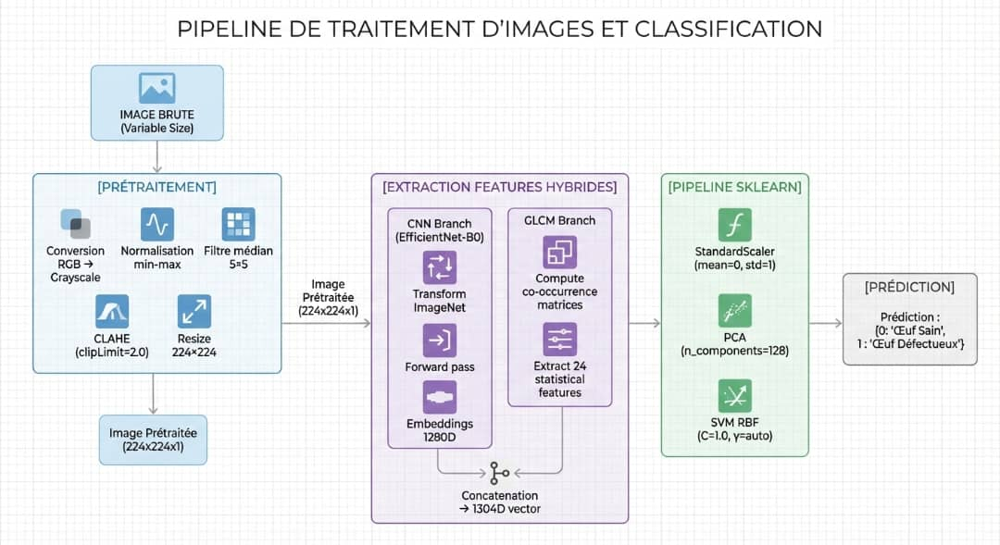 PIPELINE DE TRAITEMENT D'IMAGES ET CLASSIFICATION
IMAGE BRUTE
(Variable Size)
[PRÉTRAITEMENT]
Conversion
RGB →
Grayscale
Normalisation
min-max
Filtre médian
5×5
CLAHE
(clipLimit=2.0)
Resize
224×224
Image Prétraitée
(224x224x1)
Image
Prétraitée
(224x224x1)
[EXTRACTION FEATURES HYBRIDES]
CNN Branch
(EfficientNet-B0)
Transform
ImageNet
Forward pass
Embeddings
1280D
GLCM Branch
Compute
co-occurrence
matrices
Extract 24
statistical
features
Concatenation
→ 1304D vector
[PIPELINE SKLEARN]
StandardScaler
(mean=0, std=1)
PCA
(n_components=128)
SVM RBF
(C=1.0, γ=auto)
[PRÉDICTION]
Prédiction :
{0: 'Œuf Sain',
1 : 'Œuf Défectueux'}